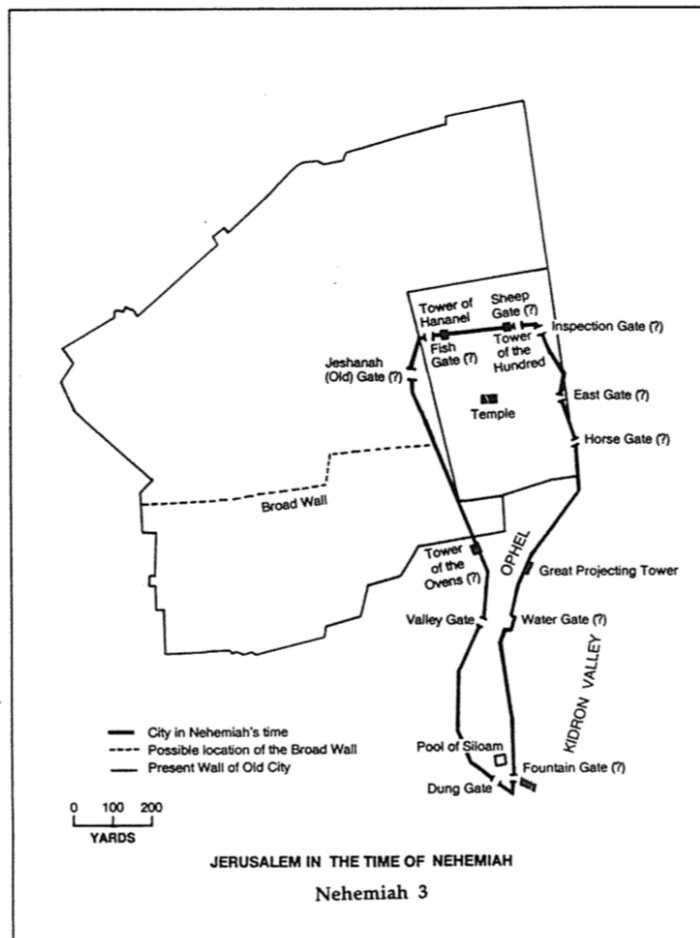 Tower of
Hananel
Sheep
Gate (?)
Inspection Gate (?)
Fish
Gate (?)
Tower
of the
Hundred
Jeshanah
(Old) Gate (?)
East Gate (?)
Temple
Horse Gate (?)
Broad Wall
OPHEL
Tower
of the
Ovens (?)
Great Projecting Tower
Valley Gate
Water Gate (?)
KIDRON VALLEY
Pool of Siloam
Fountain Gate (?)
Dung Gate
City in Nehemiah's time
Possible location of the Broad Wall
Present Wall of Old City
0 100 200
YARDS
JERUSALEM IN THE TIME OF NEHEMIAH
Nehemiah 3